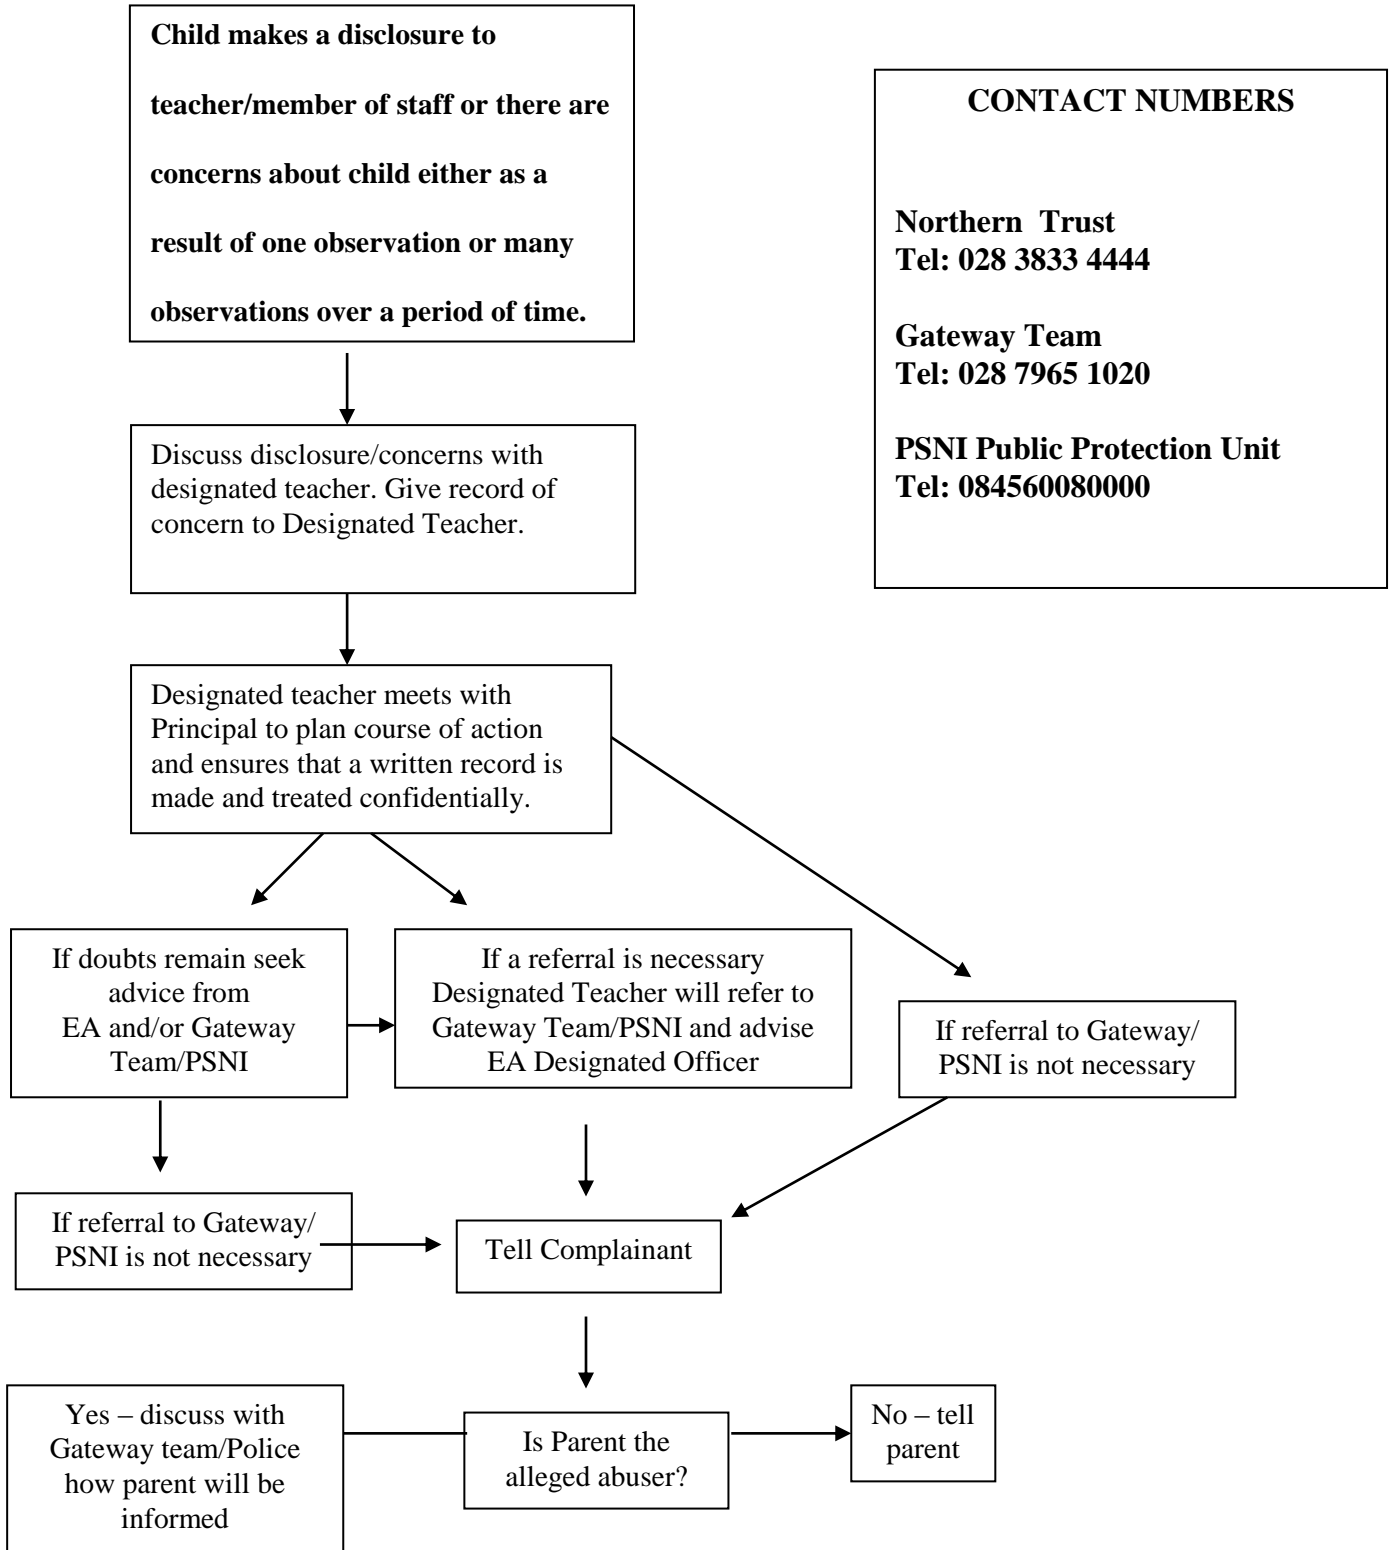 Child makes a disclosure to
teacher/member of staff or there are
concerns about child either as a
result of one observation or many
observations over a period of time.
CONTACT NUMBERS
Northern Trust
Tel: 028 3833 4444
Gateway Team
Tel: 028 7965 1020
PSNI Public Protection Unit
Tel: 084560080000
Discuss disclosure/concerns with
designated teacher. Give record of
concern to Designated Teacher.
Designated teacher meets with
Principal to plan course of action
and ensures that a written record is
made and treated confidentially.
If doubts remain seek
advice from
EA and/or Gateway
Team/PSNI
If a referral is necessary
Designated Teacher will refer to
Gateway Team/PSNI and advise
EA Designated Officer
If referral to Gateway/
PSNI is not necessary
If referral to Gateway/
PSNI is not necessary
Tell Complainant
Yes – discuss with
Gateway team/Police
how parent will be
informed
Is Parent the
alleged abuser?
No – tell
parent